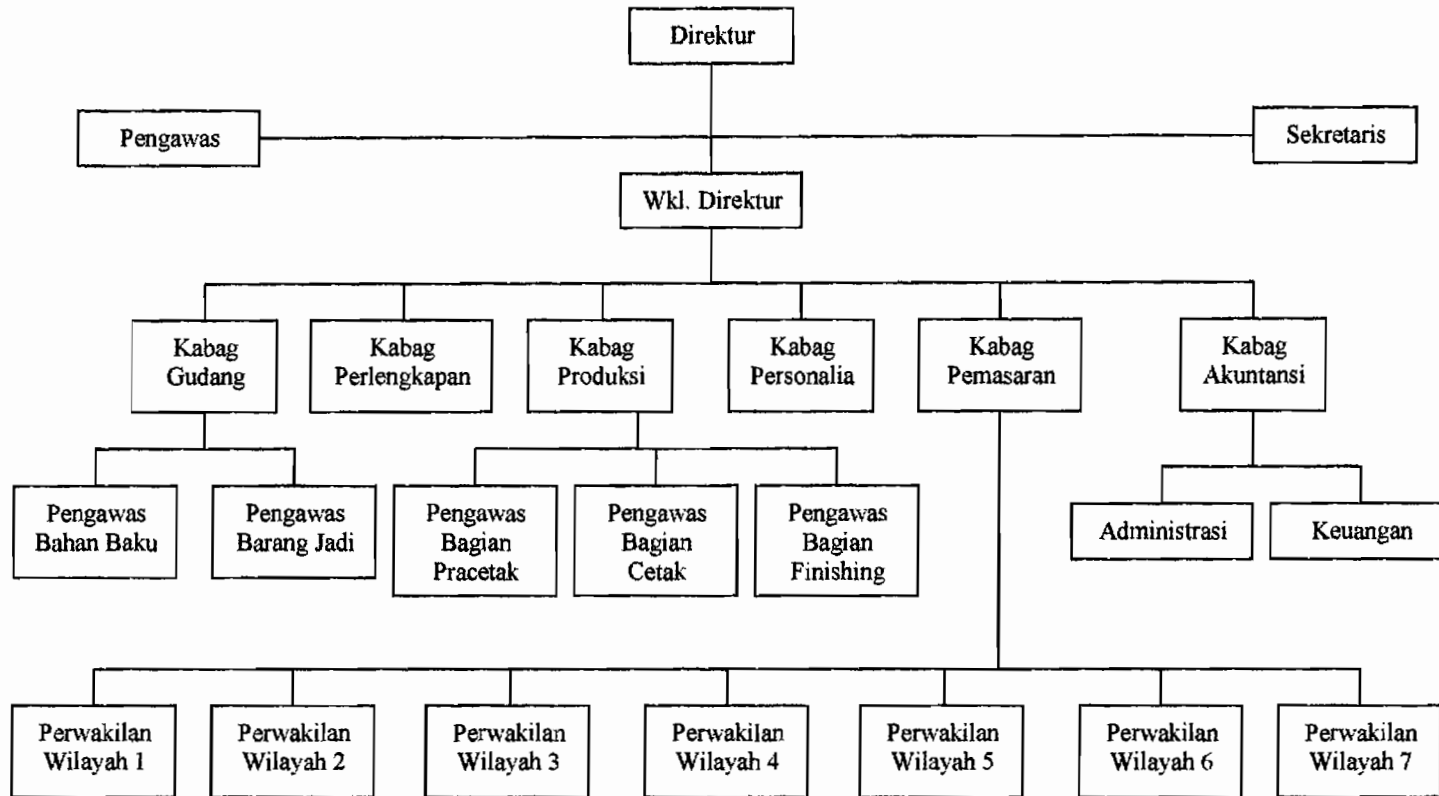 Direktur
Pengawas
Sekretaris
Wkl. Direktur
Kabag
Gudang
Kabag
Perlengkapan
Kabag
Produksi
Kabag
Personalia
Kabag
Pemasaran
Kabag
Akuntansi
Pengawas
Bahan Baku
Pengawas
Barang Jadi
Pengawas
Bagian
Pracetak
Pengawas
Bagian
Cetak
Pengawas
Bagian
Finishing
Administrasi
Keuangan
Perwakilan
Wilayah 1
Perwakilan
Wilayah 2
Perwakilan
Wilayah 3
Perwakilan
Wilayah 4
Perwakilan
Wilayah 5
Perwakilan
Wilayah 6
Perwakilan
Wilayah 7